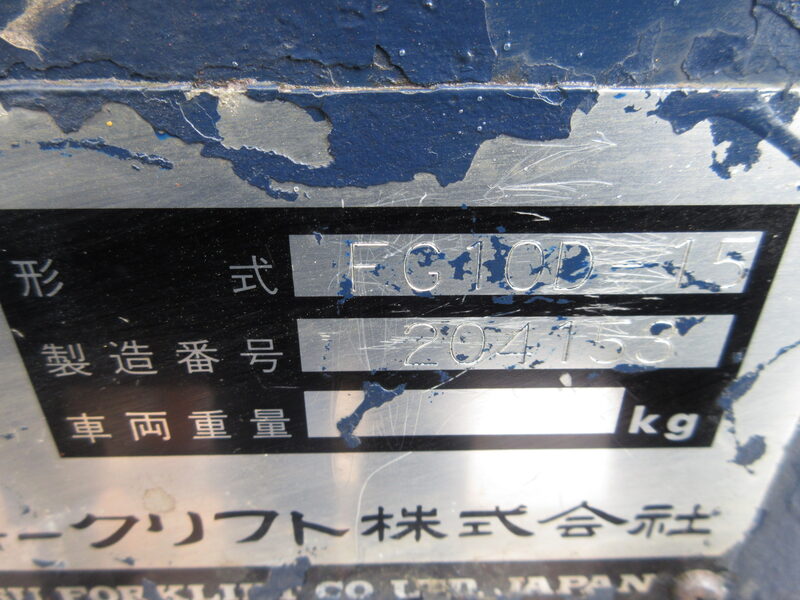 形 式 FG10D-15
製造番号 204153
車両重量 kg
ークリフト株式会社
FORKLIFT CO LTD. JAPAN